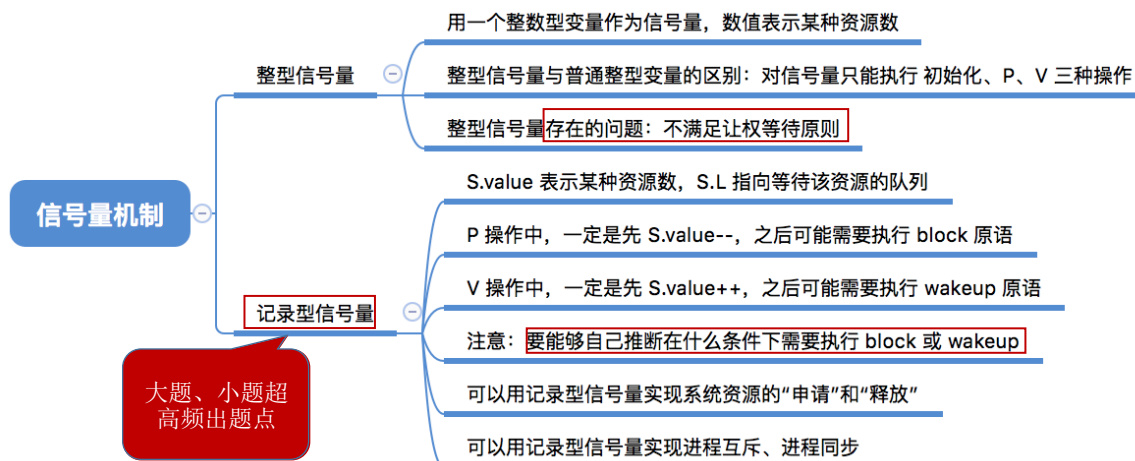 用一个整数型变量作为信号量，数值表示某种资源数
整型信号量
整型信号量与普通整型变量的区别：对信号量只能执行 初始化、P、V 三种操作
整型信号量存在的问题：不满足让权等待原则
信号量机制
S.value 表示某种资源数，S.L 指向等待该资源的队列
P 操作中，一定是先 S.value--，之后可能需要执行 block 原语
V 操作中，一定是先 S.value++，之后可能需要执行 wakeup 原语
记录型信号量
注意：要能够自己推断在什么条件下需要执行 block 或 wakeup
大题、小题超
高频出题点
可以用记录型信号量实现系统资源的“申请”和“释放”
可以用记录型信号量实现进程互斥、进程同步